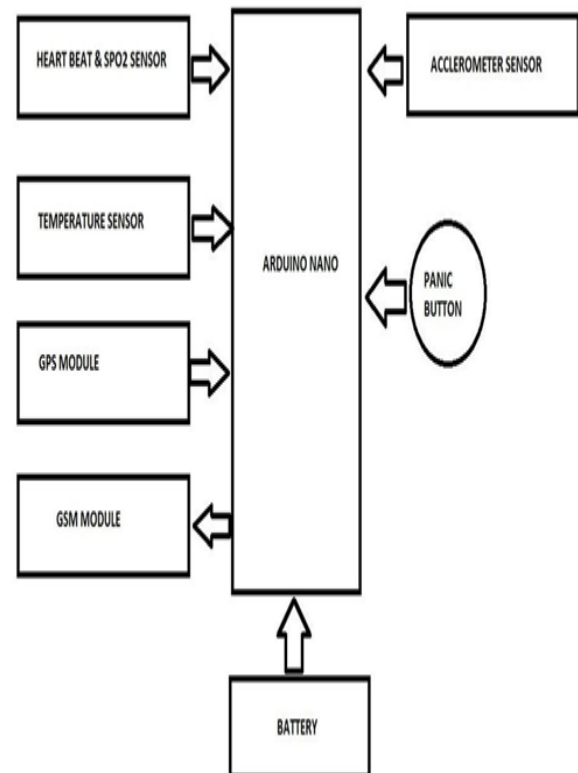 HEART BEAT & SPO2 SENSOR
ACCLEROMETER SENSOR
TEMPERATURE SENSOR
ARDUINO NANO
PANIC
BUTTON
GPS MODULE
GSM MODULE
BATTERY